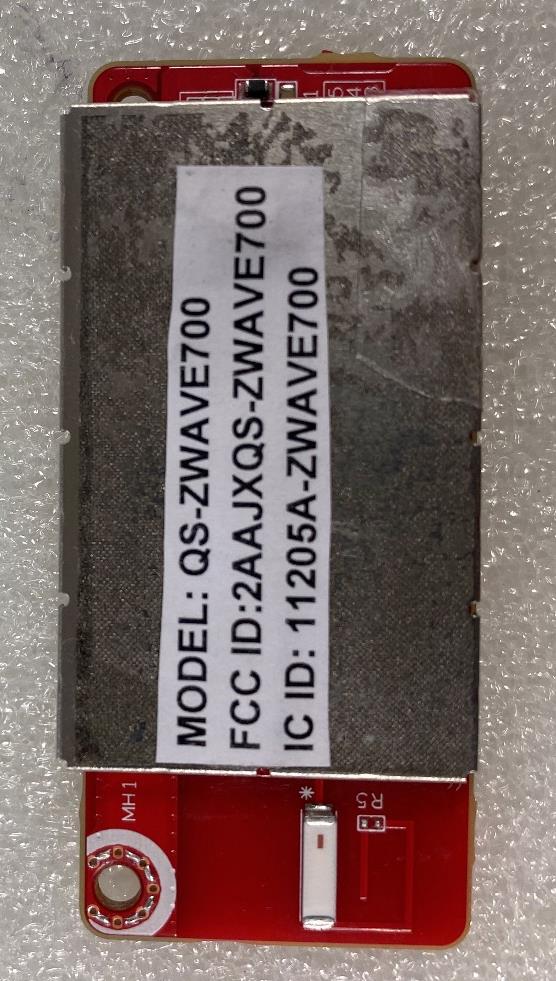 MODEL: QS-ZWAVE700
FCC ID:2AAJXQS-ZWAVE700
IC ID: 11205A-ZWAVE700
MH1
*
R5